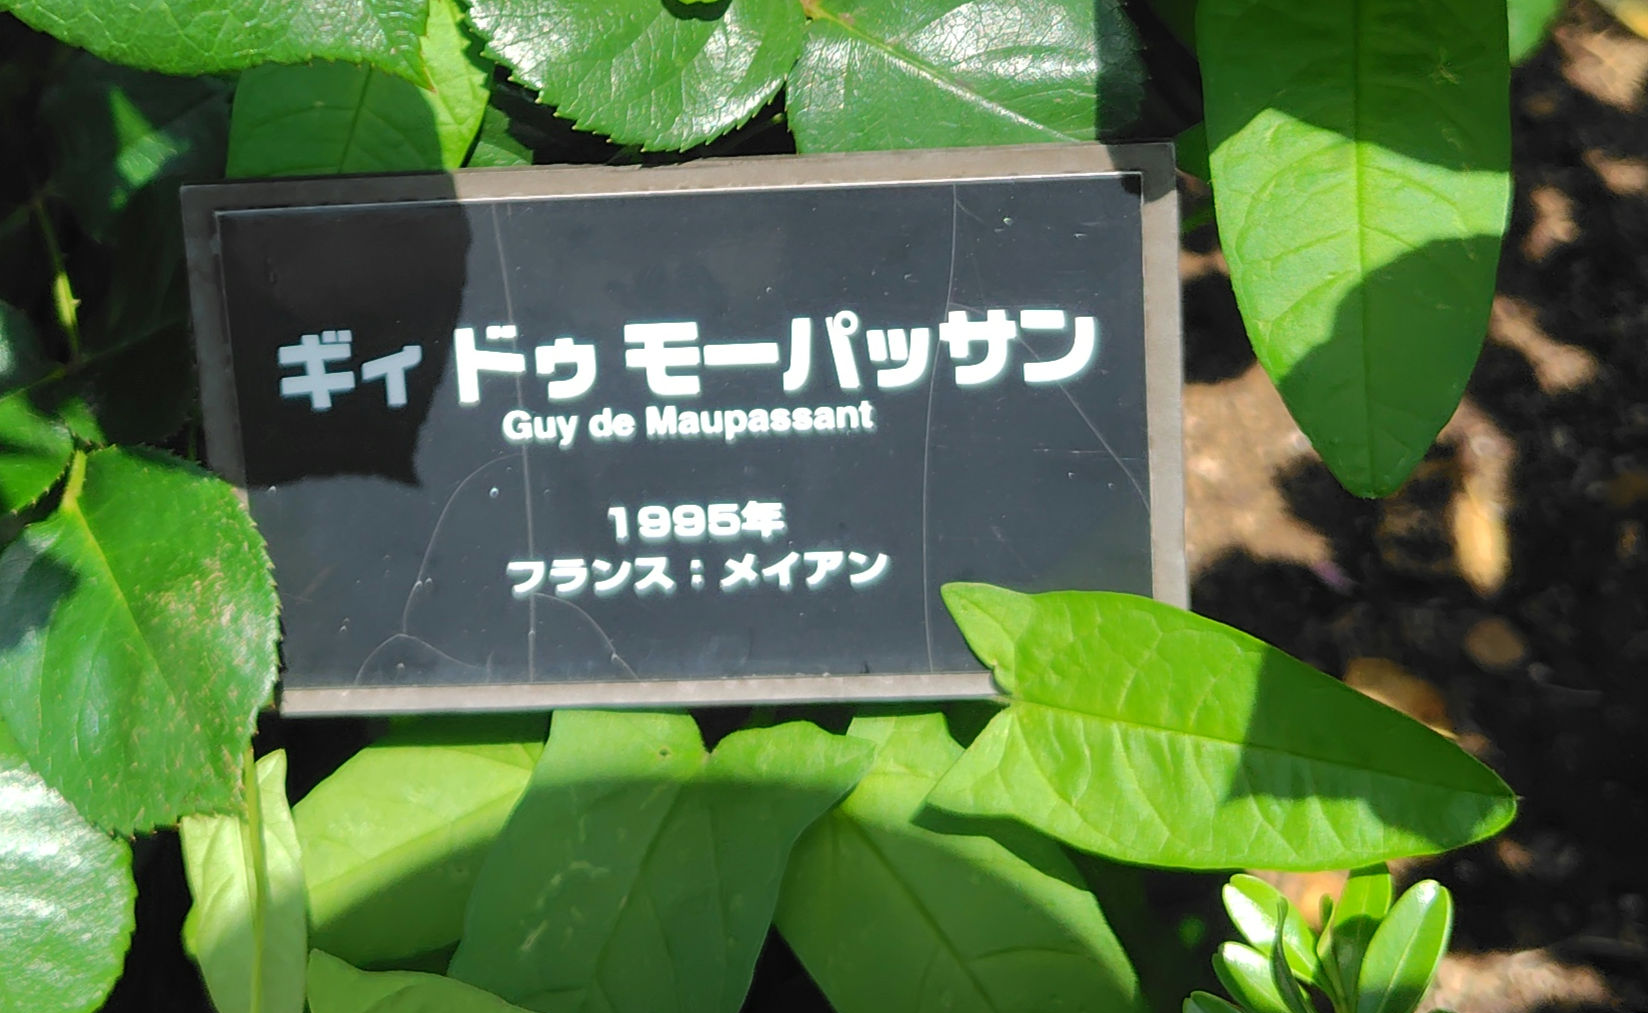 ギィ ドゥ モーパッサン
Guy de Maupassant
1995年
フランス：メイアン